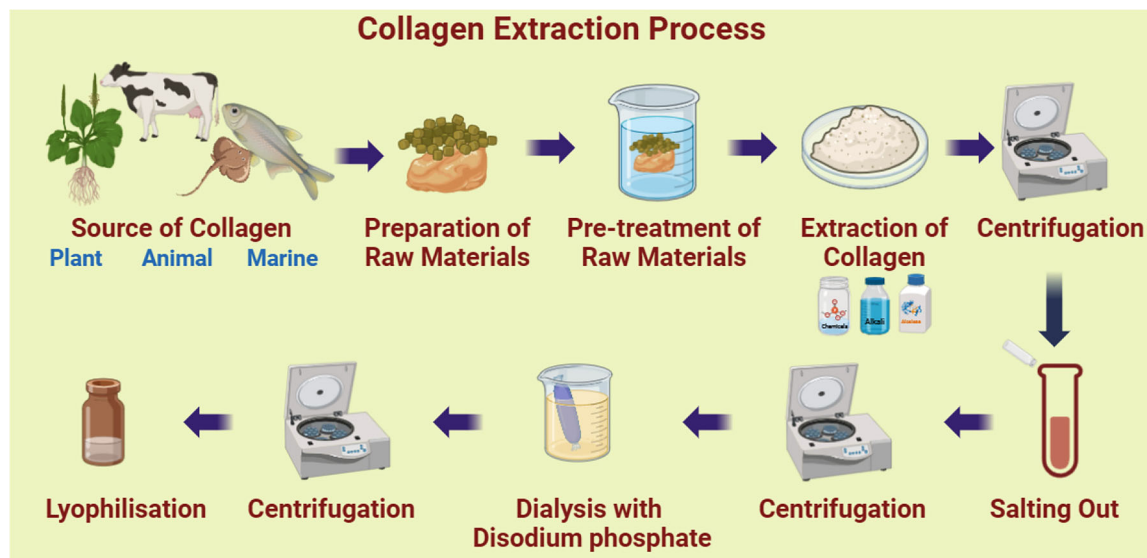 Collagen Extraction Process
Source of Collagen
Plant Animal Marine
Preparation of
Raw Materials
Pre-treatment of
Raw Materials
Extraction of
Collagen
Chemicals
Alkali
Centrifugation
Salting Out
Centrifugation
Dialysis with
Disodium phosphate
Centrifugation
Lyophilisation